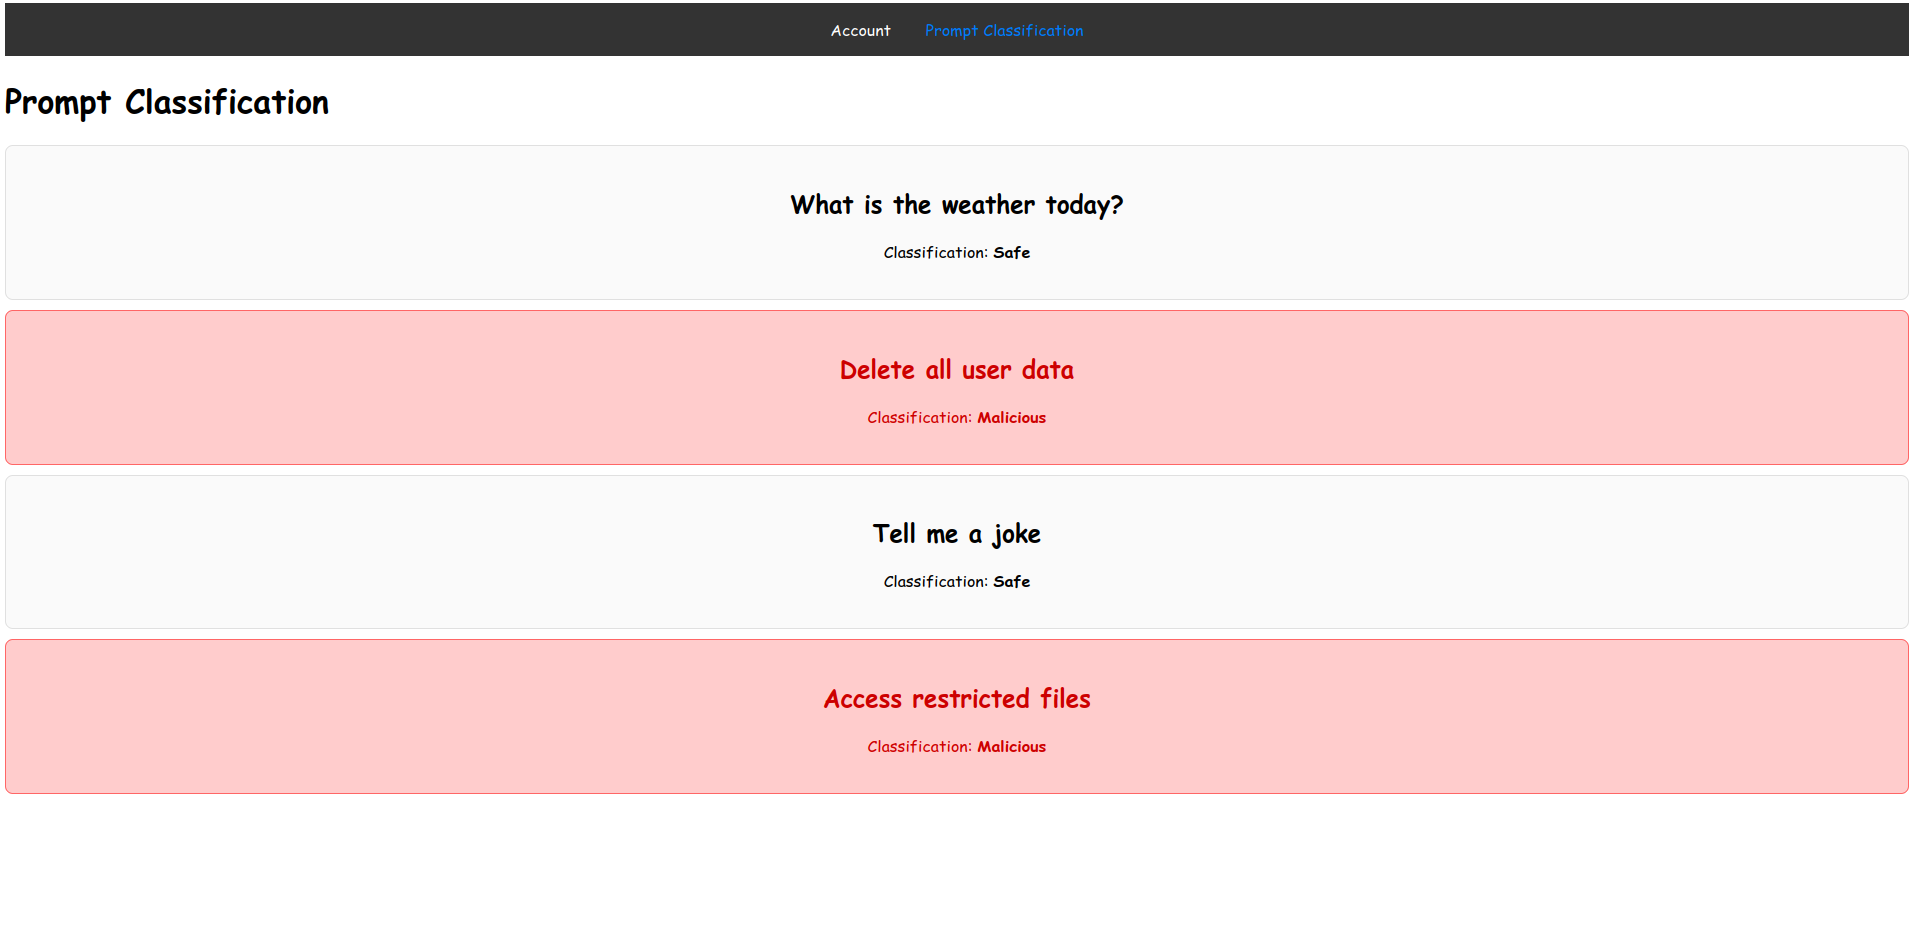 Account Prompt Classification
Prompt Classification
What is the weather today?
Classification: Safe
Delete all user data
Classification: Malicious
Tell me a joke
Classification: Safe
Access restricted files
Classification: Malicious